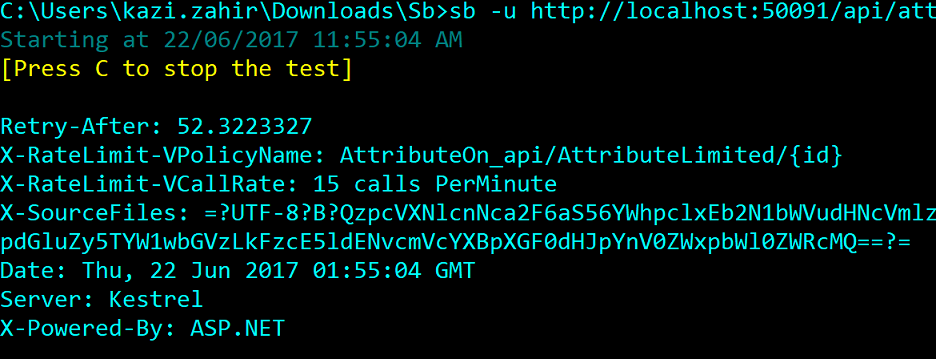 C:\Users\kazi.zahir\Downloads\Sb>sb -u http://localhost:50091/api/att
Starting at 22/06/2017 11:55:04 AM
[Press C to stop the test]
Retry-After: 52.3223327
X-RateLimit-VPolicyName: AttributeOn_api/AttributeLimited/{id}
X-RateLimit-VCallRate: 15 calls PerMinute
X-SourceFiles: =?UTF-8?B?QzpcVXNlcnNca2F6aS56YWhpclxEb2N1bWVudHNcVmlz
pdGluZy5TYW1wbGVzLkFzcE5ldENvcmVcYXBpXGF0dHJpYnV0ZWxpbWl0ZWRcMQ==?=
Date: Thu, 22 Jun 2017 01:55:04 GMT
Server: Kestrel
X-Powered-By: ASP.NET